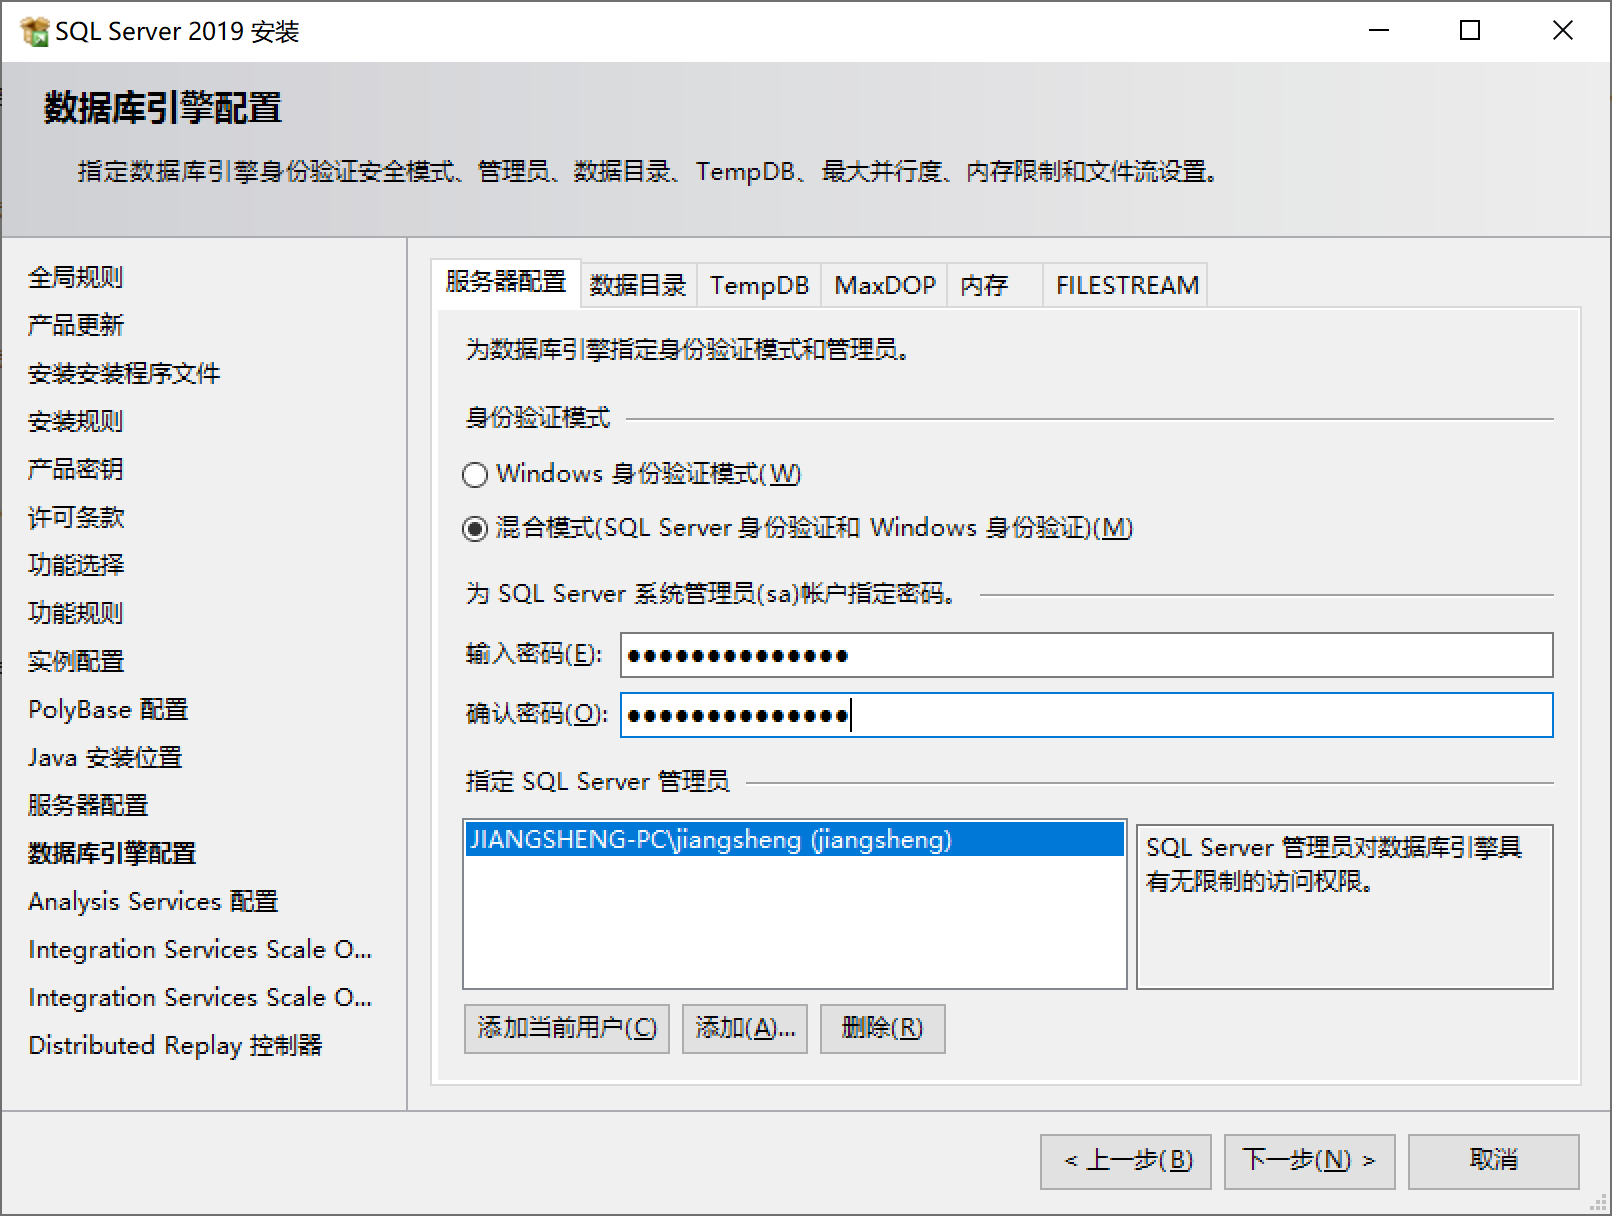 SQL Server 2019 安装
数据库引擎配置
指定数据库引擎身份验证安全模式、管理员、数据目录、TempDB、最大并行度、内存限制和文件流设置。
全局规则
产品更新
安装安装程序文件
安装规则
产品密钥
许可条款
功能选择
功能规则
实例配置
PolyBase 配置
Java 安装位置
服务器配置
数据库引擎配置
Analysis Services 配置
Integration Services Scale O...
Integration Services Scale O...
Distributed Replay 控制器
服务器配置 数据目录 TempDB MaxDOP 内存 FILESTREAM
为数据库引擎指定身份验证模式和管理员。
身份验证模式
Windows 身份验证模式(W)
混合模式(SQL Server 身份验证和 Windows 身份验证)(M)
为 SQL Server 系统管理员(sa)帐户指定密码。
输入密码(E): ●●●●●●●●●●●●●●
确认密码(O): ●●●●●●●●●●●●●●
指定 SQL Server 管理员
JIANGSHENG-PC\jiangsheng (jiangsheng)
SQL Server 管理员对数据库引擎具
有无限制的访问权限。
添加当前用户(C) 添加(A)... 删除(R)
< 上一步(B) 下一步(N) > 取消